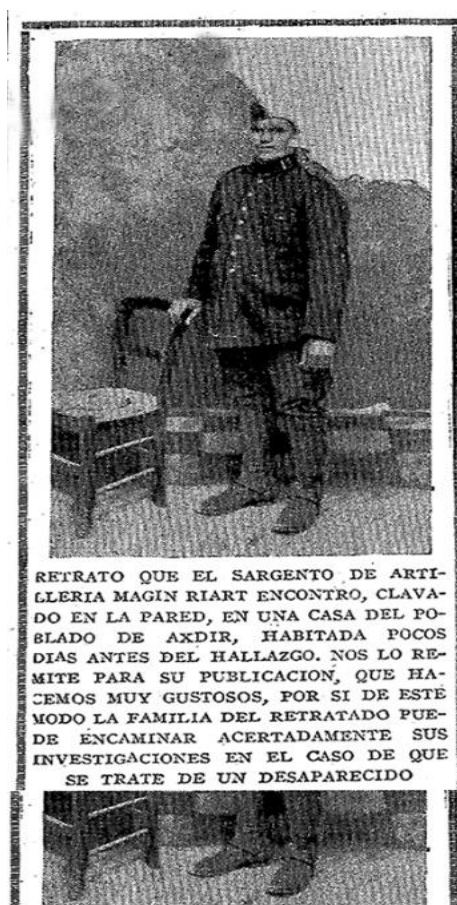 RETRATO QUE EL SARGENTO DE ARTI-
LLERIA MAGIN RIART ENCONTRO, CLAVA-
DO EN LA PARED, EN UNA CASA DEL PO-
BLADO DE AXDIR, HABITADA POCOS
DIAS ANTES DEL HALLAZGO. NOS LO RE-
MITE PARA SU PUBLICACION, QUE HA-
CEMOS MUY GUSTOSOS, POR SI DE ESTE
MODO LA FAMILIA DEL RETRATADO PUE-
DE ENCAMINAR ACERTADAMENTE SUS
INVESTIGACIONES EN EL CASO DE QUE
SE TRATE DE UN DESAPARECIDO